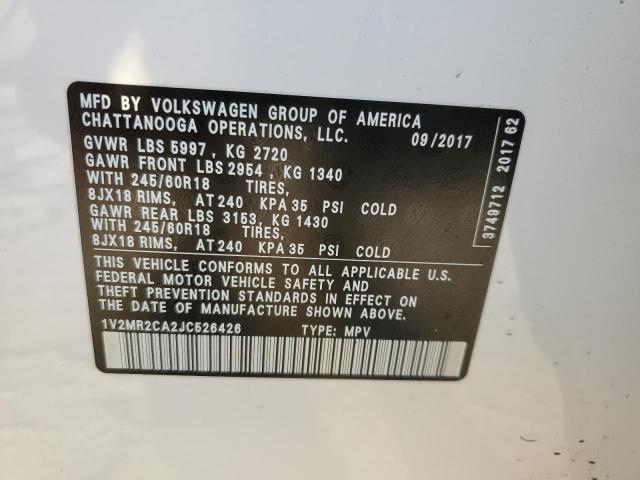 MFD BY VOLKSWAGEN GROUP OF AMERICA
CHATTANOOGA OPERATIONS, LLC. 09/2017
GVWR LBS 5997, KG 2720
GAWR FRONT LBS 2954, KG 1340
WITH 245/60R18 TIRES,
8JX18 RIMS, AT 240 KPA 35 PSI COLD
GAWR REAR LBS 3153, KG 1430
WITH 245/60R18 TIRES,
8JX18 RIMS, AT 240 KPA 35 PSI COLD
THIS VEHICLE CONFORMS TO ALL APPLICABLE U.S.
FEDERAL MOTOR VEHICLE SAFETY AND
THEFT PREVENTION STANDARDS IN EFFECT ON
THE DATE OF MANUFACTURE SHOWN ABOVE.
1V2MR2CA2JC526426 TYPE: MPV
3749712 2017 62